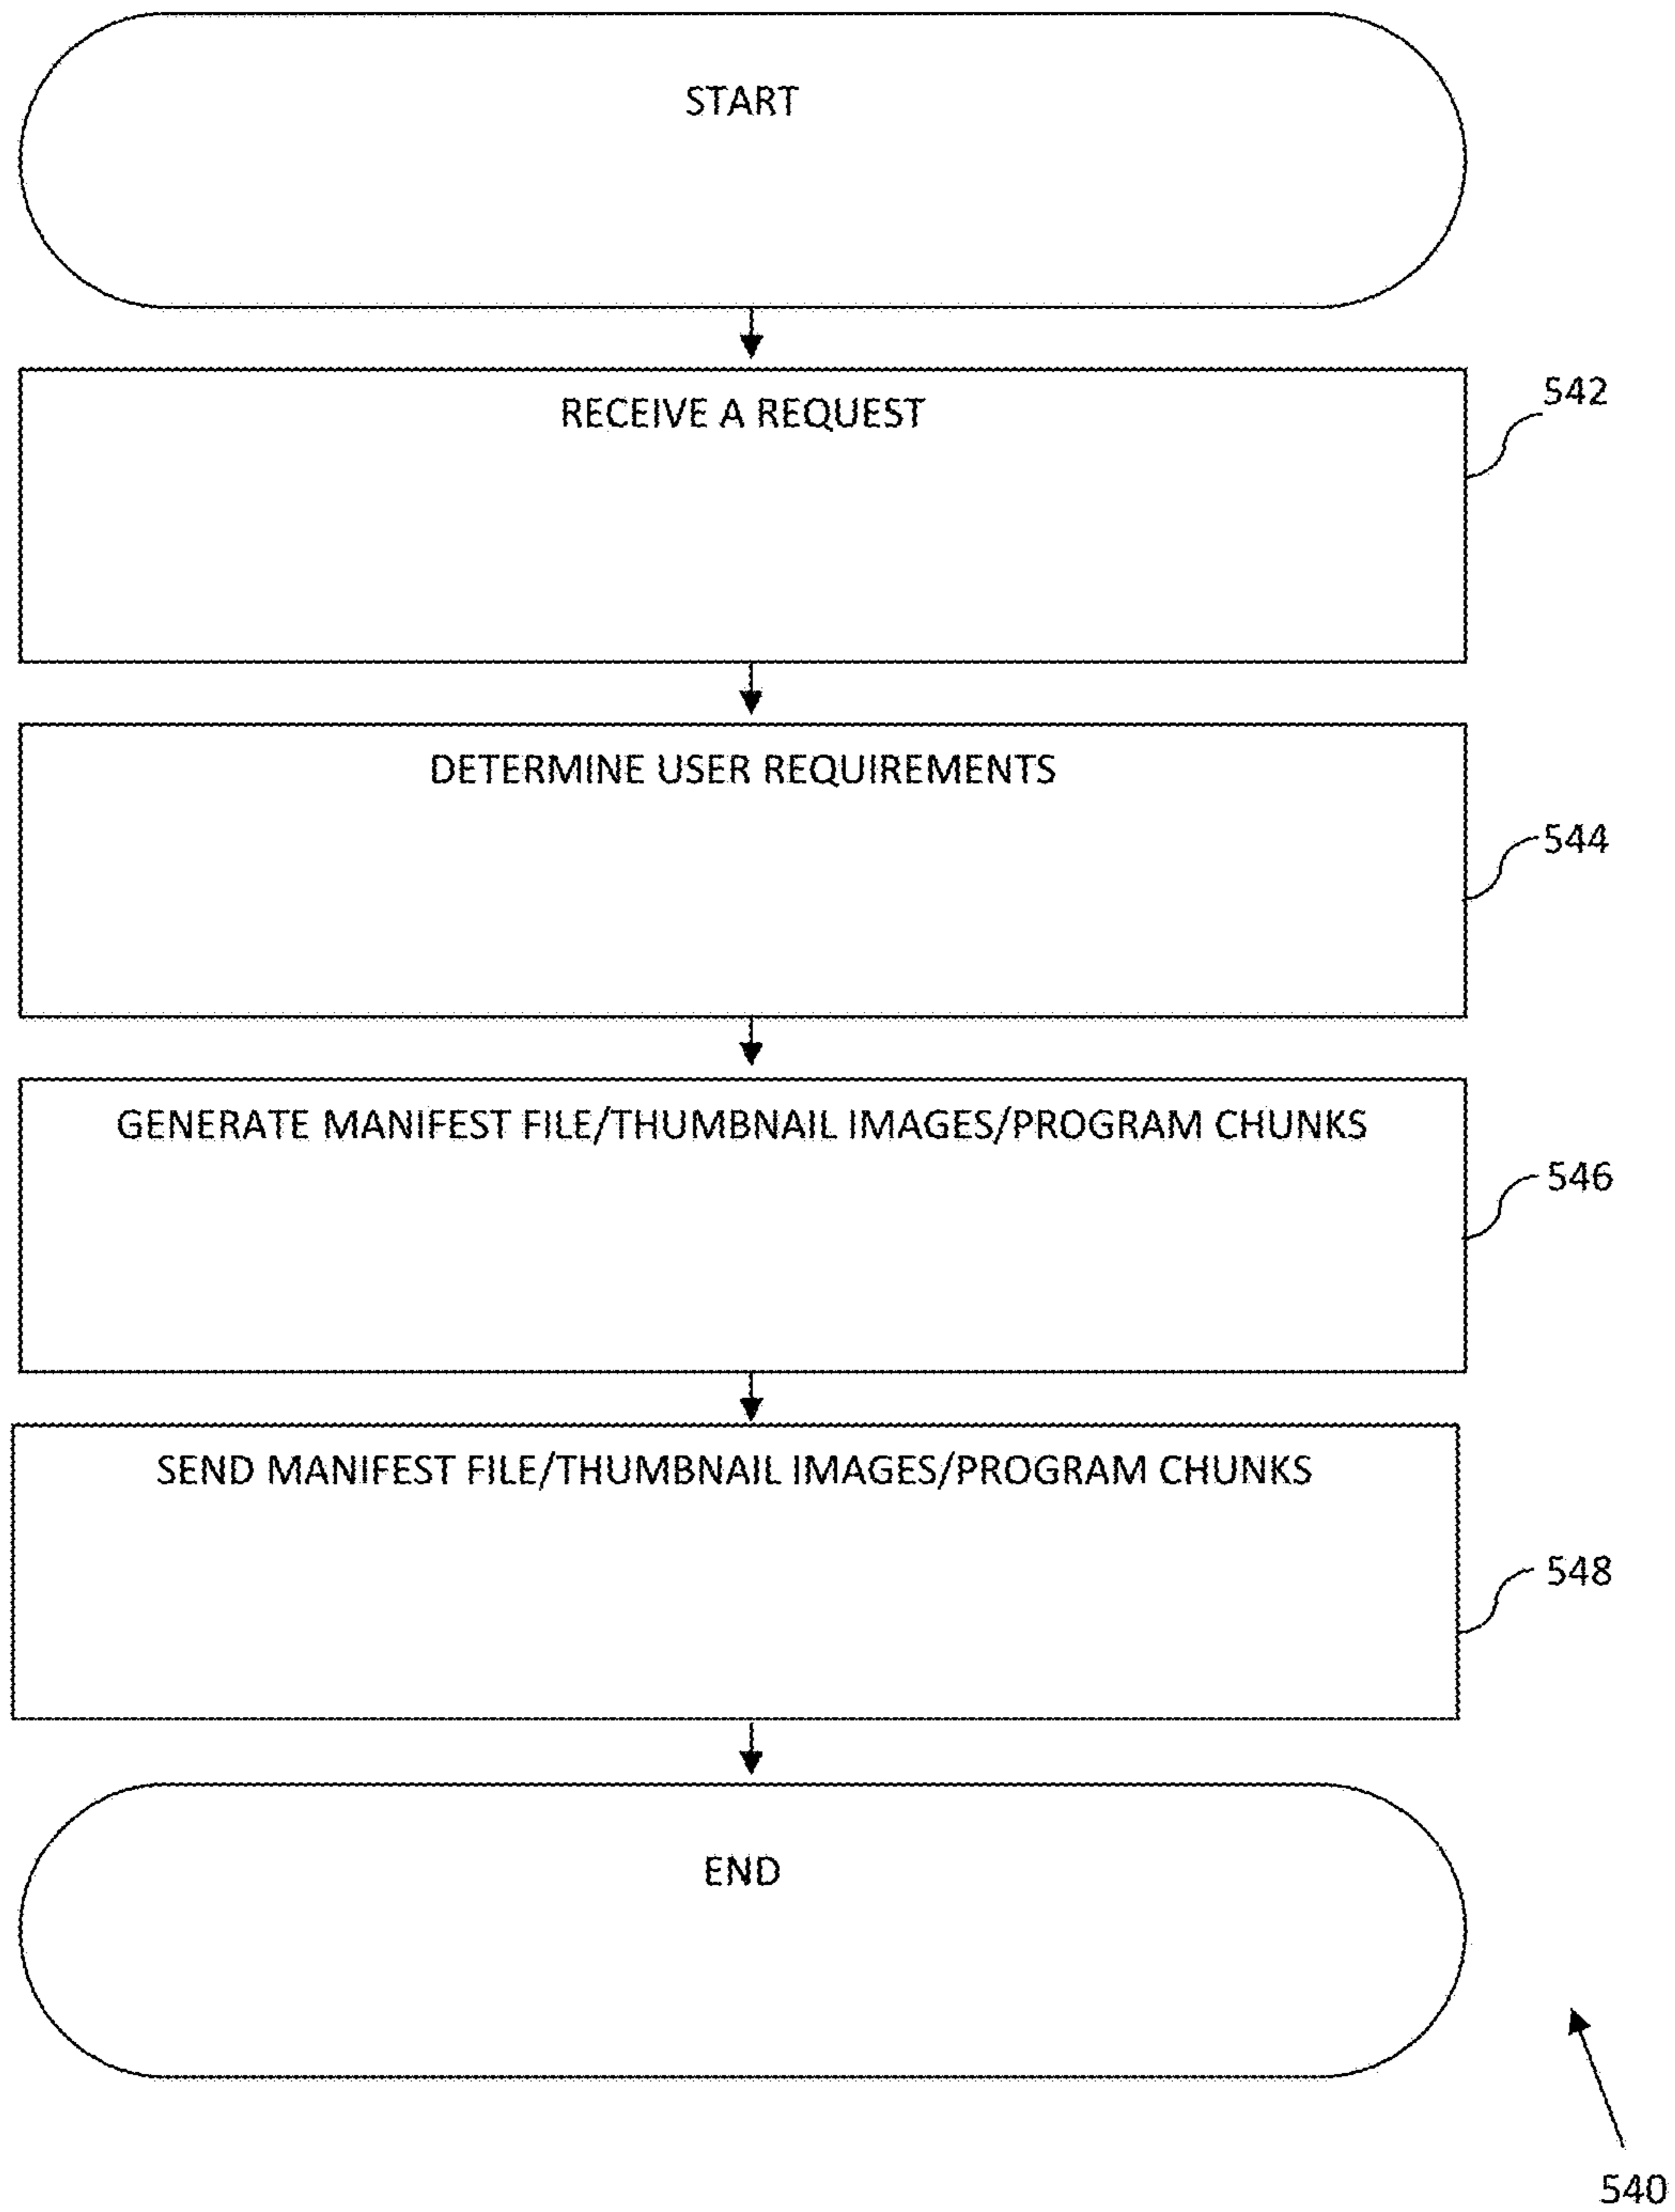 START
RECEIVE A REQUEST
542
DETERMINE USER REQUIREMENTS
544
GENERATE MANIFEST FILE/THUMBNAIL IMAGES/PROGRAM CHUNKS
546
SEND MANIFEST FILE/THUMBNAIL IMAGES/PROGRAM CHUNKS
548
END
540